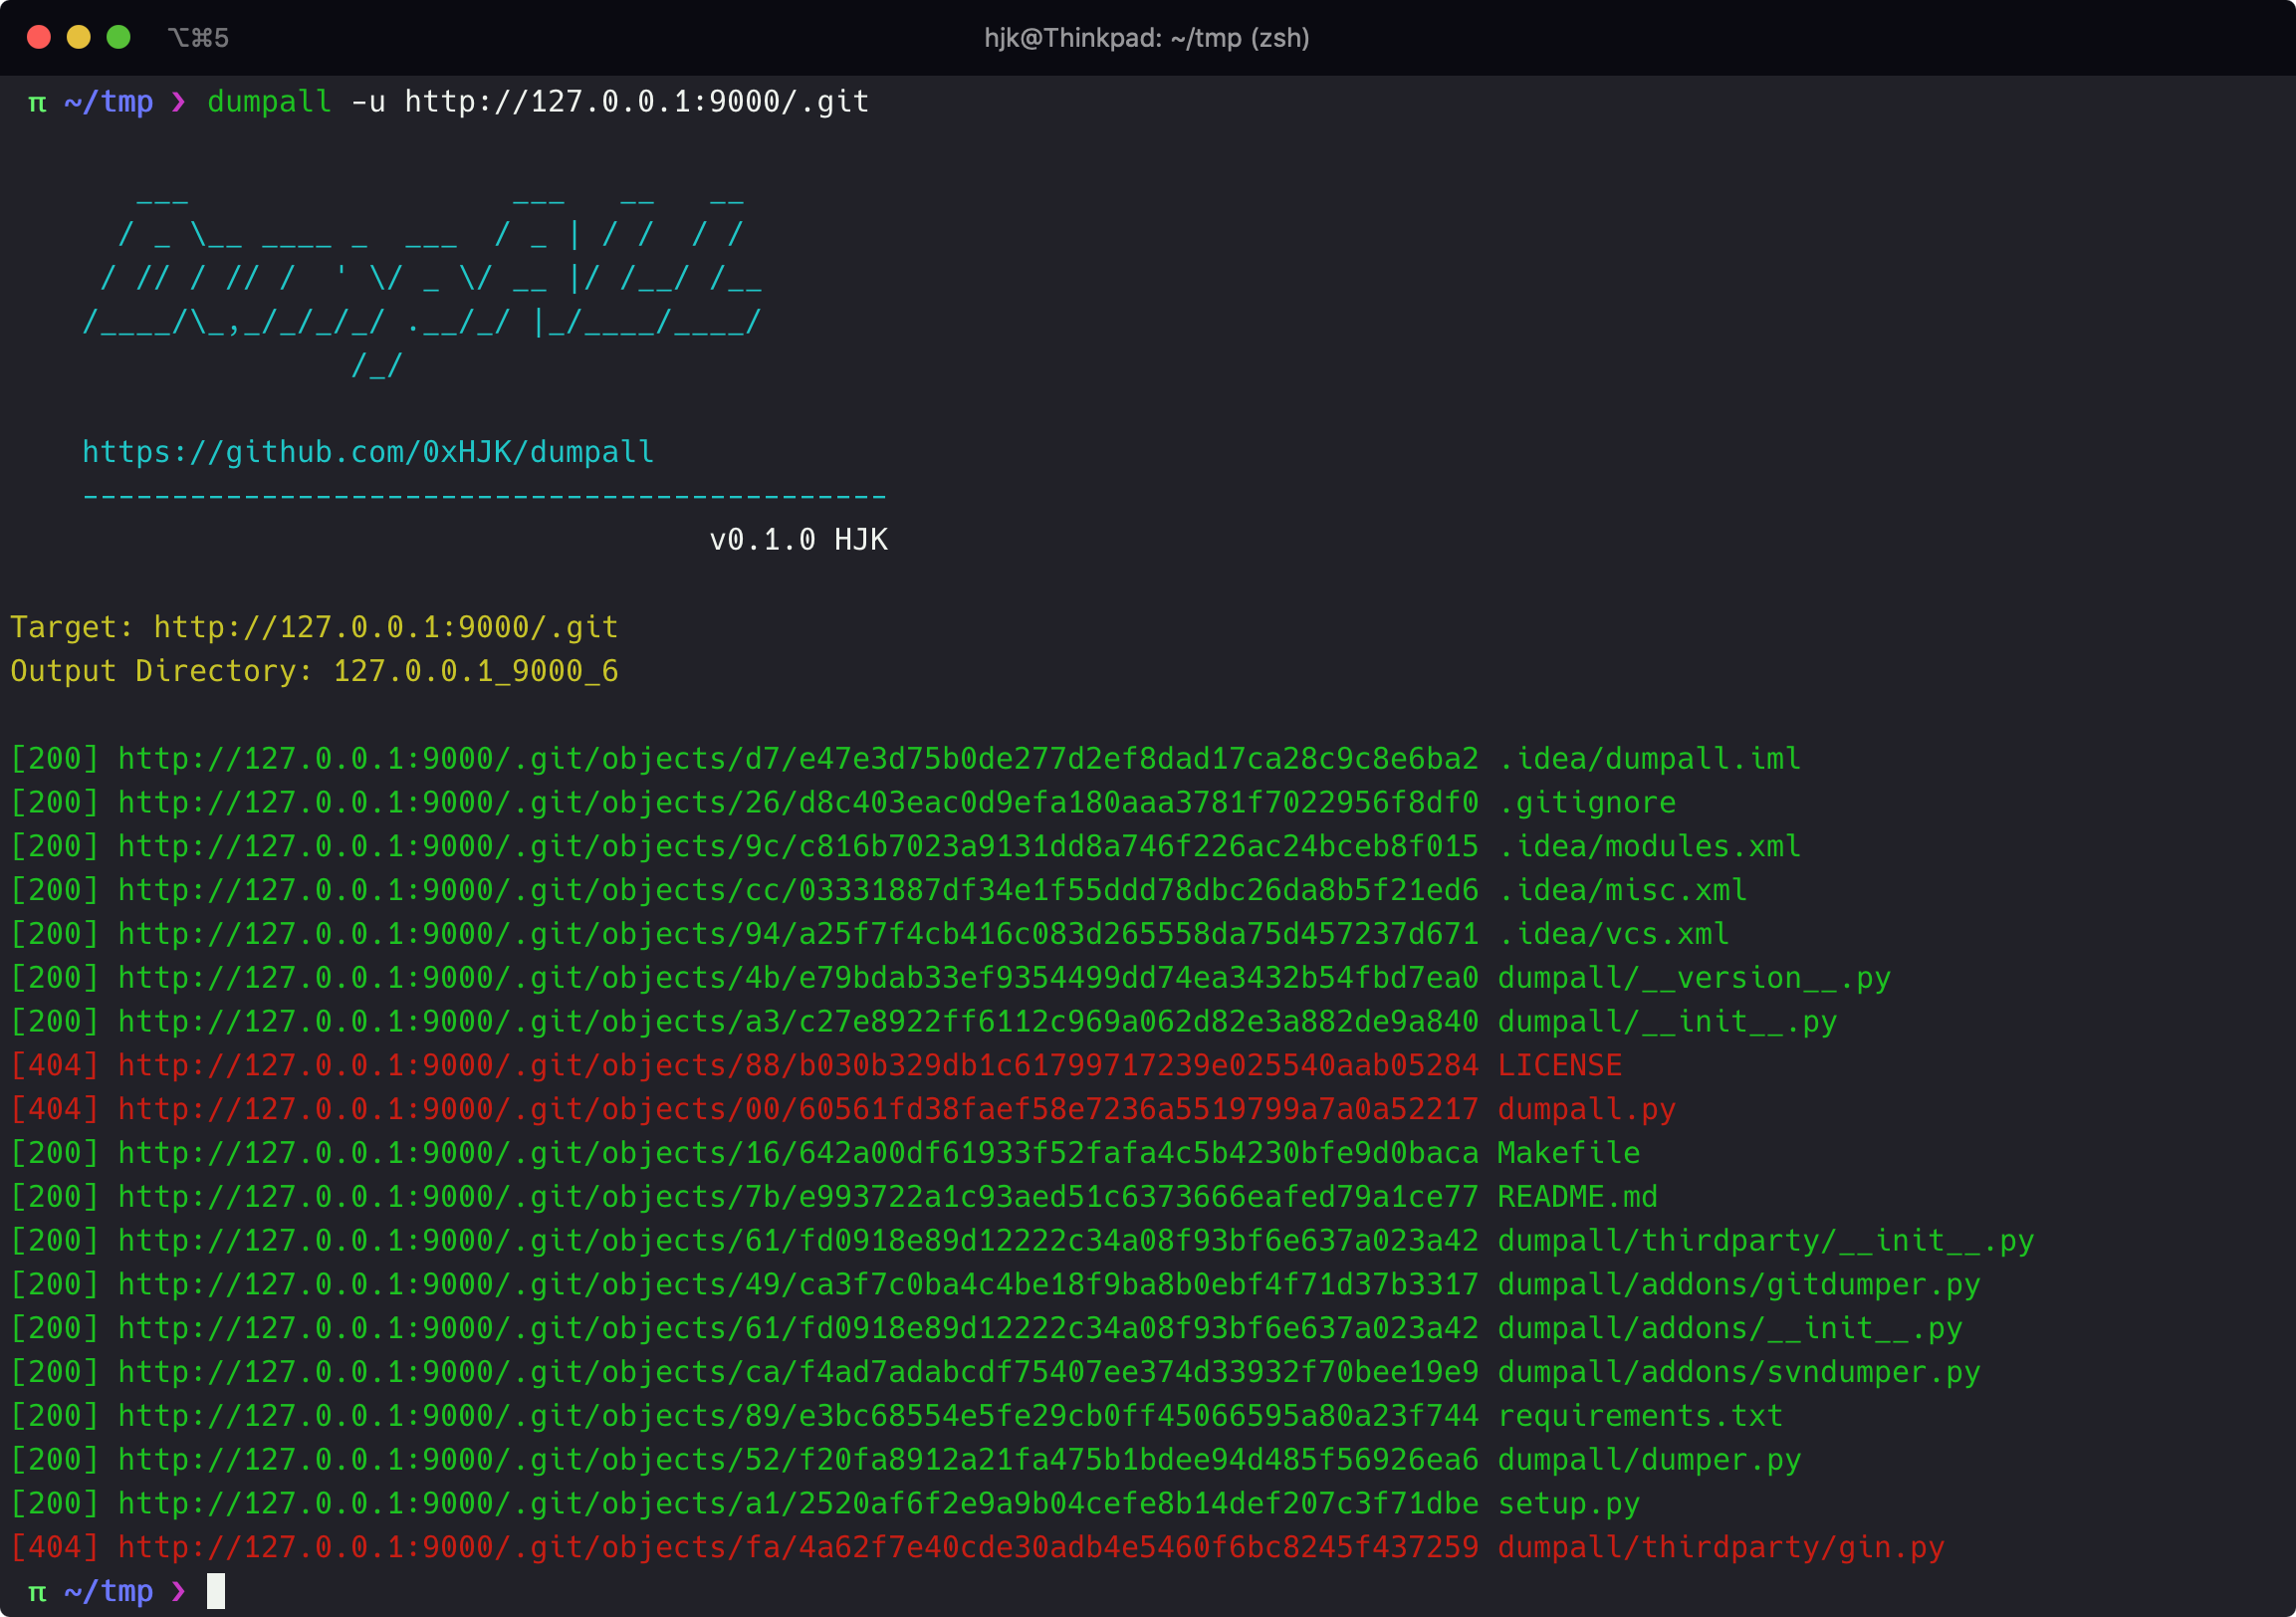 ⌥⌘5 hjk@Thinkpad: ~/tmp (zsh)
π ~/tmp ❯ dumpall -u http://127.0.0.1:9000/.git
       ___                  ___   __   __
      / _ \__ ____ _  ___  / _ | / /  / /
     / // / // /  ' \/ _ \/ __ |/ /__/ /__
    /____/\_,_/_/_/_/ .__/_/ |_/____/____/
                   /_/
https://github.com/0xHJK/dumpall
---------------------------------------------
v0.1.0 HJK
Target: http://127.0.0.1:9000/.git
Output Directory: 127.0.0.1_9000_6
[200] http://127.0.0.1:9000/.git/objects/d7/e47e3d75b0de277d2ef8dad17ca28c9c8e6ba2 .idea/dumpall.iml
[200] http://127.0.0.1:9000/.git/objects/26/d8c403eac0d9efa180aaa3781f7022956f8df0 .gitignore
[200] http://127.0.0.1:9000/.git/objects/9c/c816b7023a9131dd8a746f226ac24bceb8f015 .idea/modules.xml
[200] http://127.0.0.1:9000/.git/objects/cc/03331887df34e1f55ddd78dbc26da8b5f21ed6 .idea/misc.xml
[200] http://127.0.0.1:9000/.git/objects/94/a25f7f4cb416c083d265558da75d457237d671 .idea/vcs.xml
[200] http://127.0.0.1:9000/.git/objects/4b/e79bdab33ef9354499dd74ea3432b54fbd7ea0 dumpall/__version__.py
[200] http://127.0.0.1:9000/.git/objects/a3/c27e8922ff6112c969a062d82e3a882de9a840 dumpall/__init__.py
[404] http://127.0.0.1:9000/.git/objects/88/b030b329db1c61799717239e025540aab05284 LICENSE
[404] http://127.0.0.1:9000/.git/objects/00/60561fd38faef58e7236a5519799a7a0a52217 dumpall.py
[200] http://127.0.0.1:9000/.git/objects/16/642a00df61933f52fafa4c5b4230bfe9d0baca Makefile
[200] http://127.0.0.1:9000/.git/objects/7b/e993722a1c93aed51c6373666eafed79a1ce77 README.md
[200] http://127.0.0.1:9000/.git/objects/61/fd0918e89d12222c34a08f93bf6e637a023a42 dumpall/thirdparty/__init__.py
[200] http://127.0.0.1:9000/.git/objects/49/ca3f7c0ba4c4be18f9ba8b0ebf4f71d37b3317 dumpall/addons/gitdumper.py
[200] http://127.0.0.1:9000/.git/objects/61/fd0918e89d12222c34a08f93bf6e637a023a42 dumpall/addons/__init__.py
[200] http://127.0.0.1:9000/.git/objects/ca/f4ad7adabcdf75407ee374d33932f70bee19e9 dumpall/addons/svndumper.py
[200] http://127.0.0.1:9000/.git/objects/89/e3bc68554e5fe29cb0ff45066595a80a23f744 requirements.txt
[200] http://127.0.0.1:9000/.git/objects/52/f20fa8912a21fa475b1bdee94d485f56926ea6 dumpall/dumper.py
[200] http://127.0.0.1:9000/.git/objects/a1/2520af6f2e9a9b04cefe8b14def207c3f71dbe setup.py
[404] http://127.0.0.1:9000/.git/objects/fa/4a62f7e40cde30adb4e5460f6bc8245f437259 dumpall/thirdparty/gin.py
π ~/tmp ❯